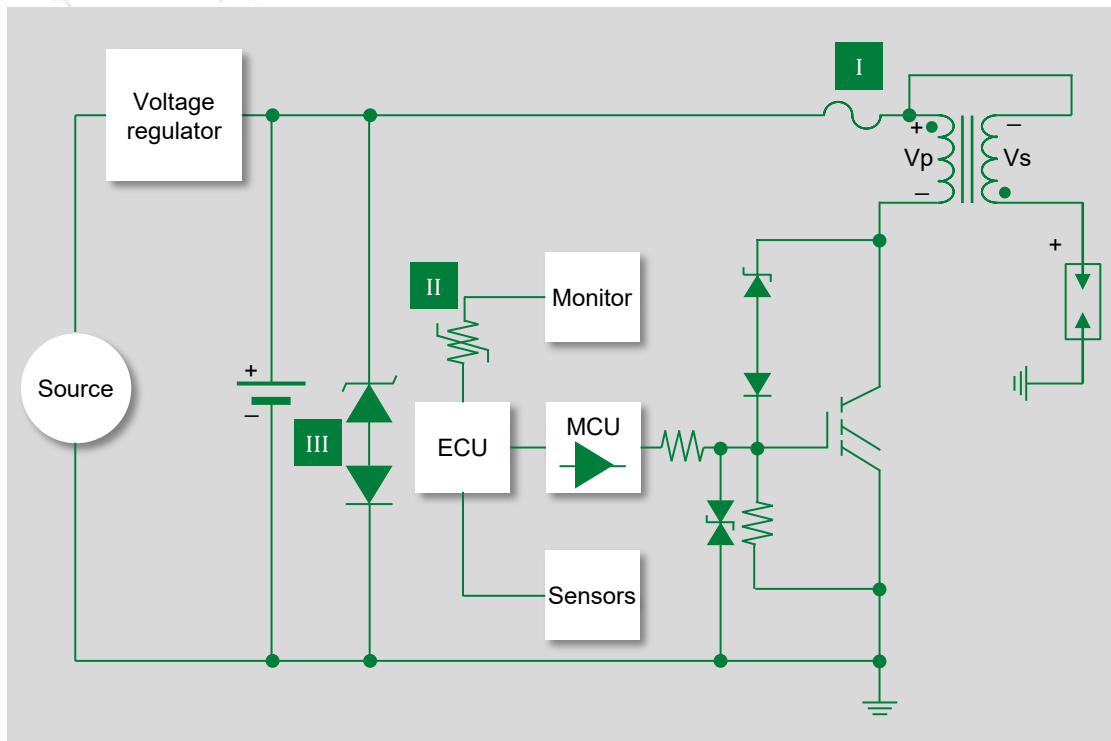 I
Voltage
regulator
+
–
Vp
Vs
–
+
II
Monitor
Source
+
–
III
ECU
MCU
Sensors